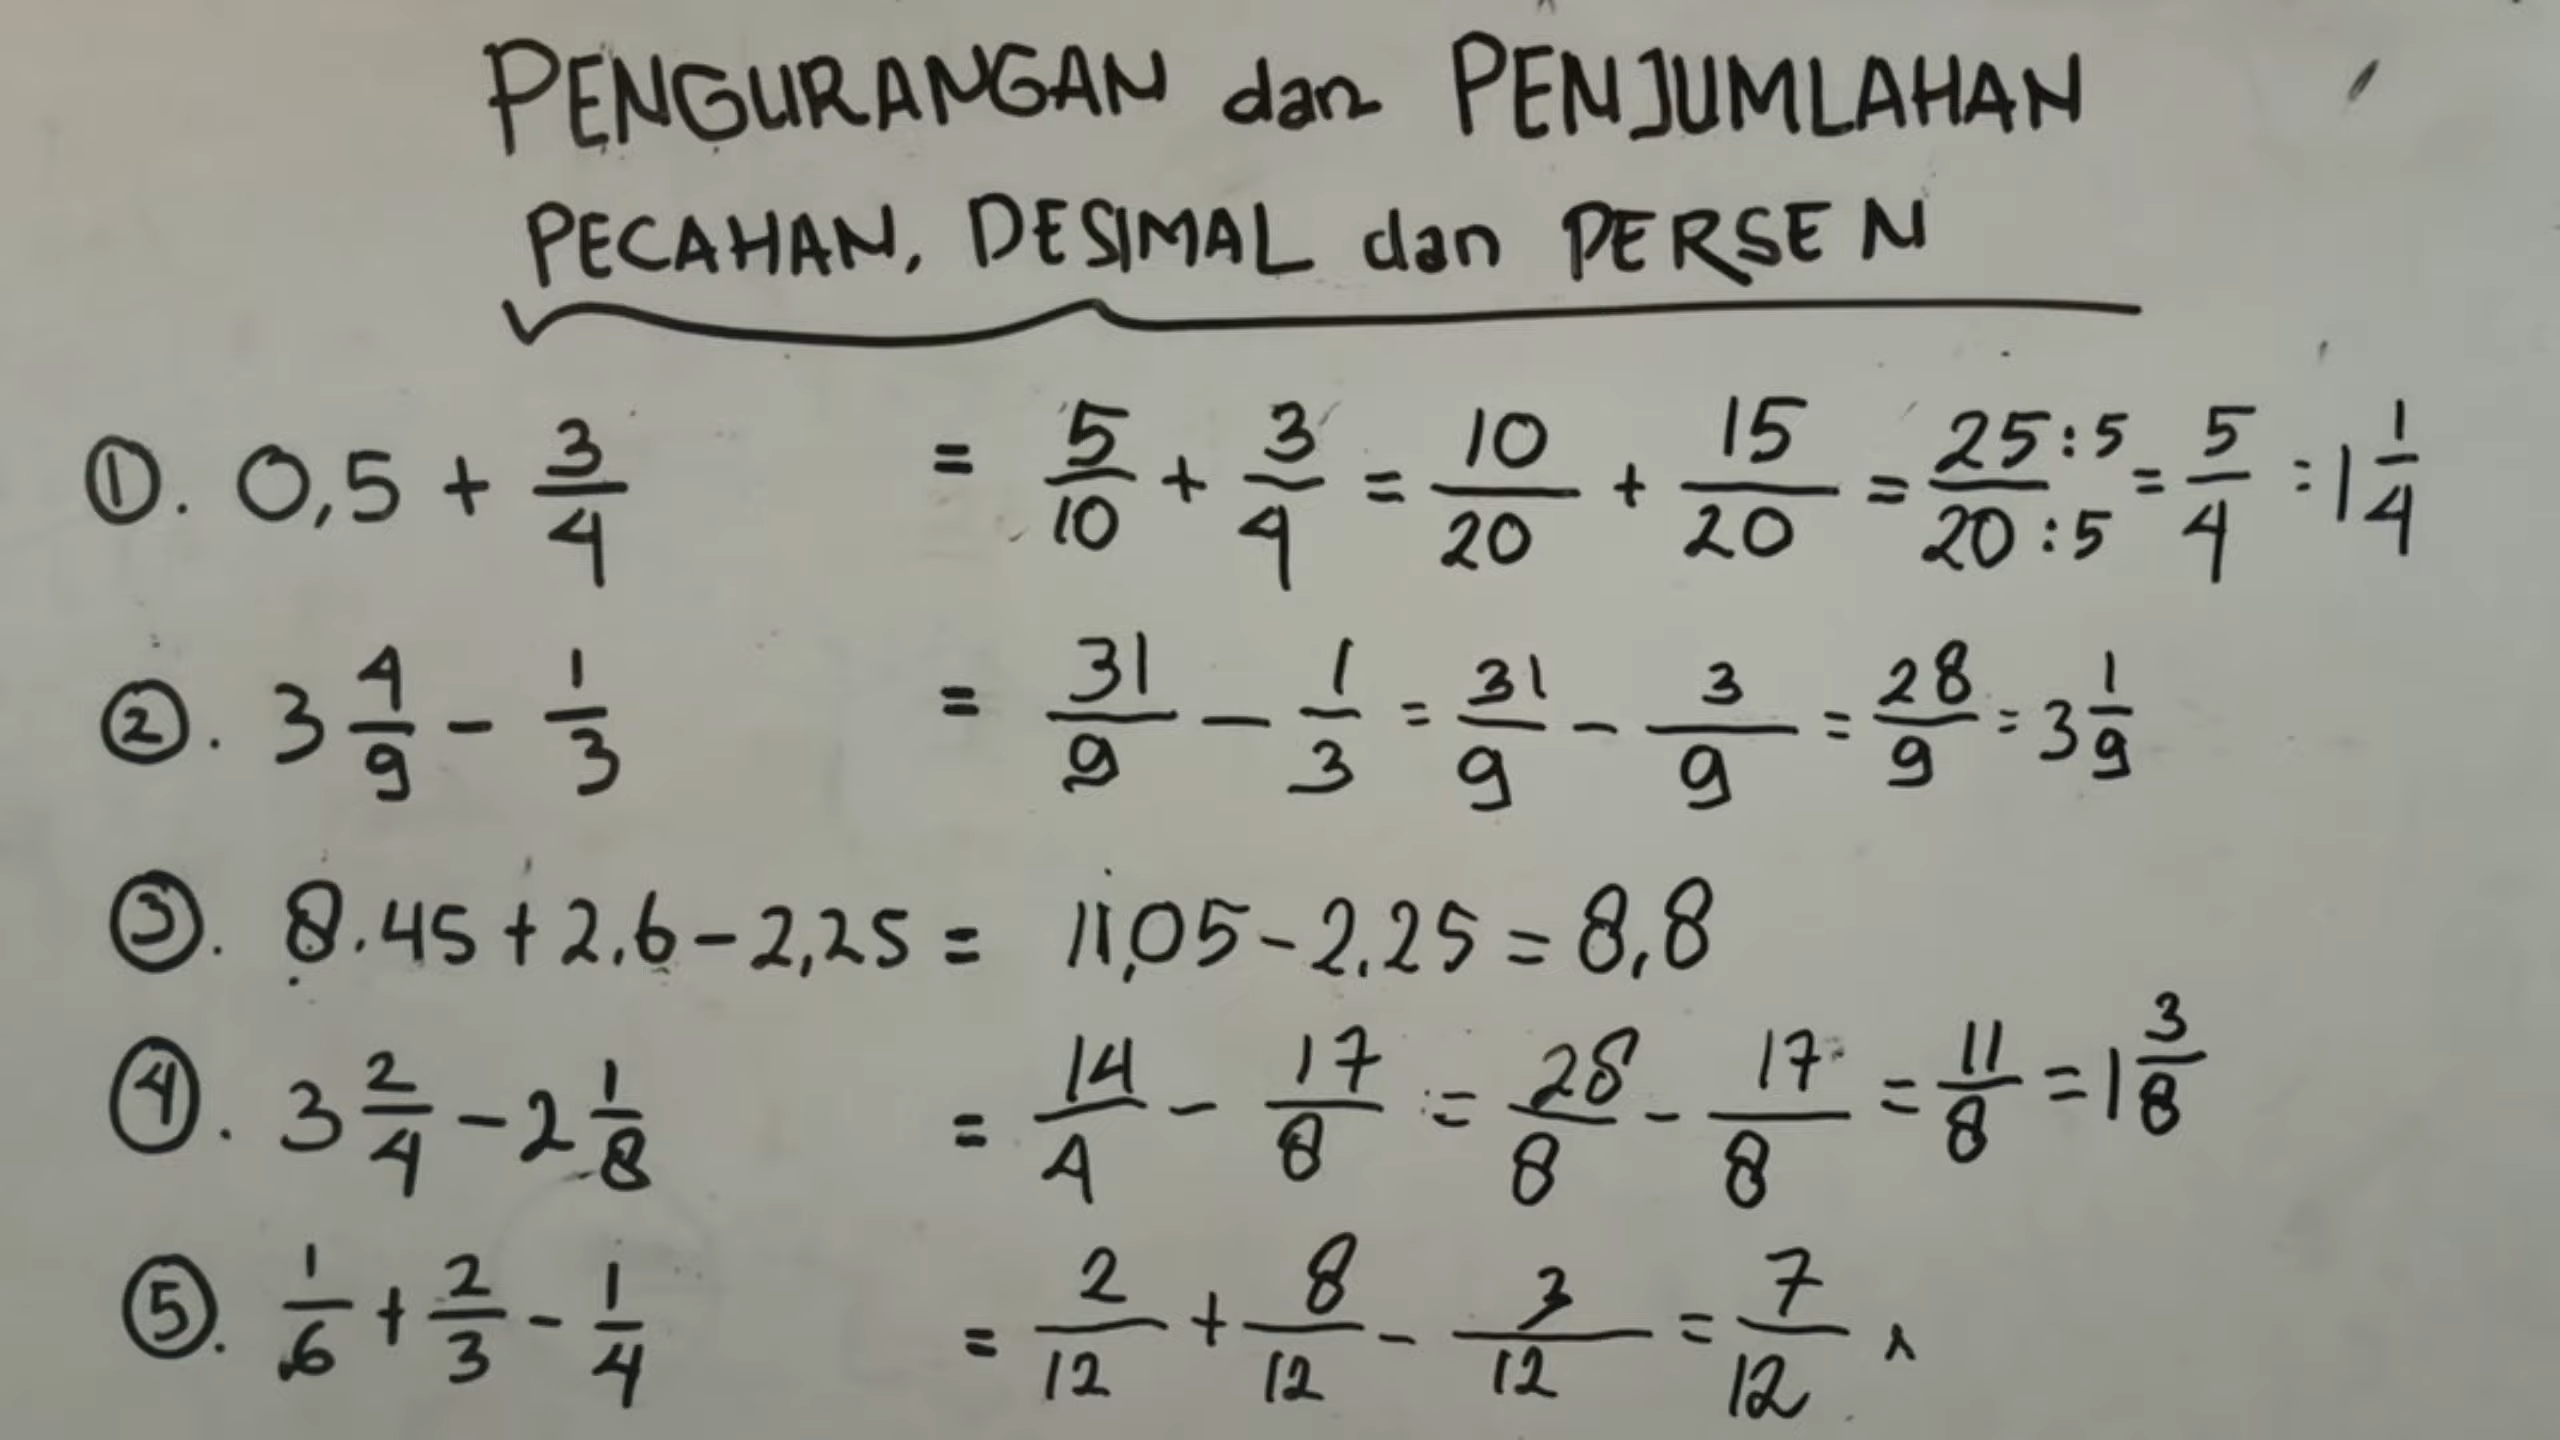 PENGURANGAN dan PENJUMLAHAN
PECAHAN, DESIMAL dan PERSEN
①. 0,5 + 3/4 = 5/10 + 3/4 = 10/20 + 15/20 = 25:5/20:5 = 5/4 = 1 1/4
②. 3 4/9 - 1/3 = 31/9 - 1/3 = 31/9 - 3/9 = 28/9 = 3 1/9
③. 8.45 + 2.6 - 2,25 = 11,05 - 2.25 = 8,8
④. 3 2/4 - 2 1/8 = 14/4 - 17/8 = 28/8 - 17/8 = 11/8 = 1 3/8
⑤. 1/6 + 2/3 - 1/4 = 2/12 + 8/12 - 3/12 = 7/12